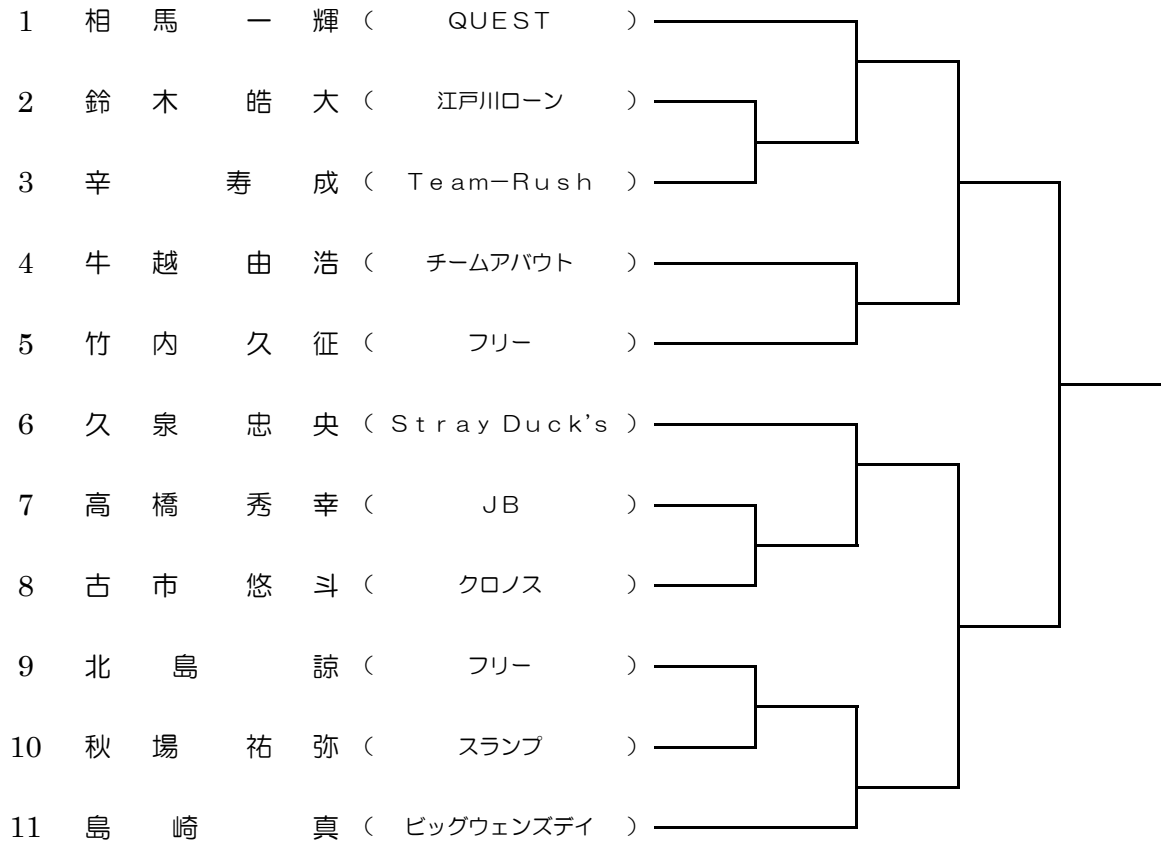 1 相馬 一輝 ( QUEST )
2 鈴木 皓大 ( 江戸川ローン )
3 辛 寿成 ( Team-Rush )
4 牛越 由浩 ( チームアバウト )
5 竹内 久征 ( フリー )
6 久泉 忠央 ( Stray Duck's )
7 高橋 秀幸 ( JB )
8 古市 悠斗 ( クロノス )
9 北島 諒 ( フリー )
10 秋場 祐弥 ( スランプ )
11 島崎 真 ( ビッグウェンズデイ )